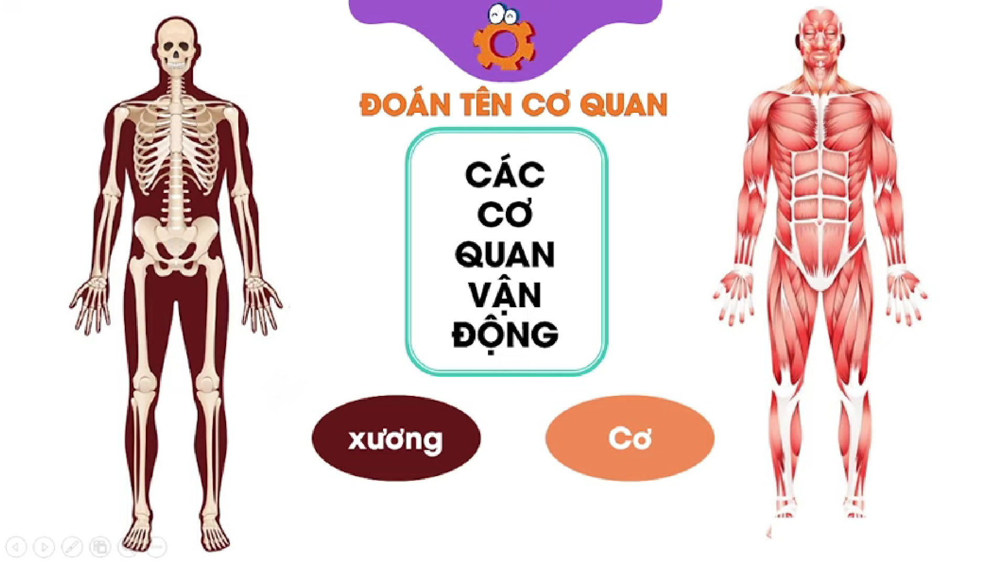 ĐOÁN TÊN CƠ QUAN
CÁC
CƠ
QUAN
VẬN
ĐỘNG
xương
Cơ